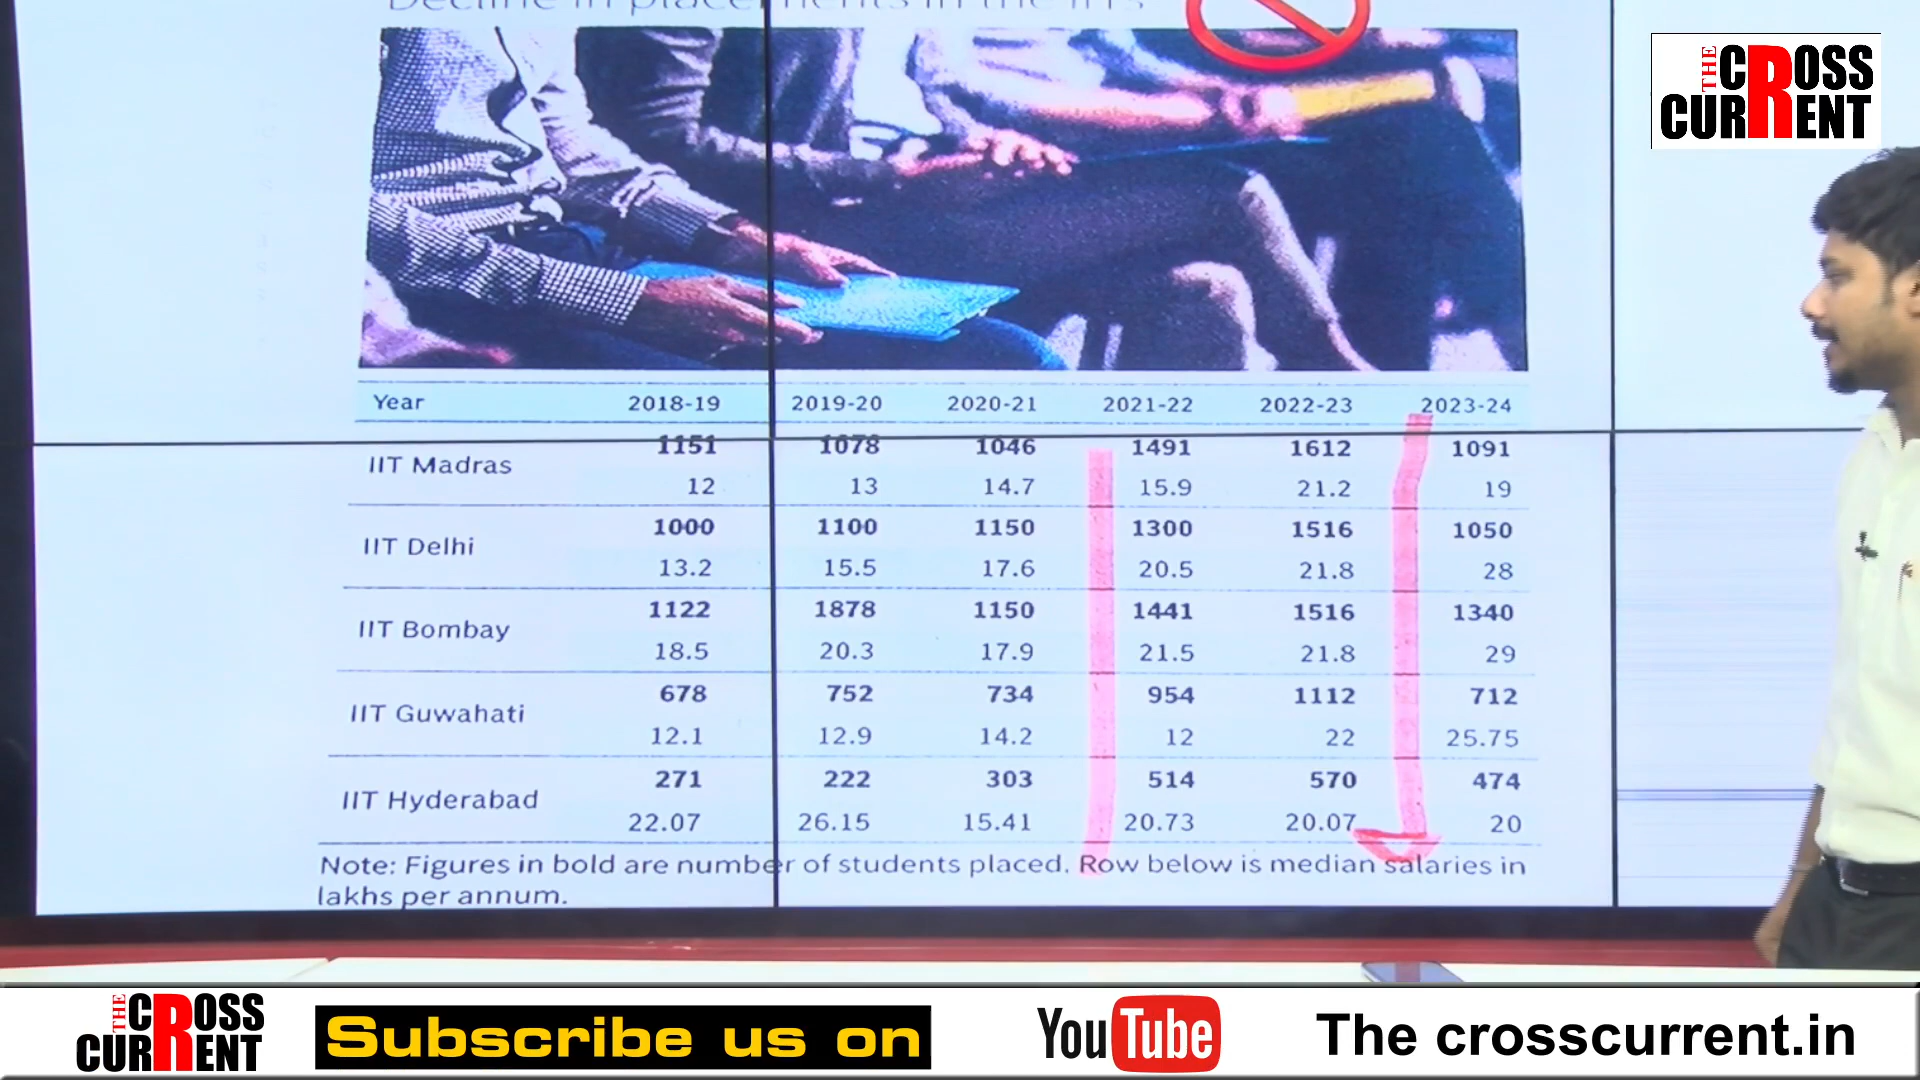 Decline in placements in the IITs
THE CROSS
CURRENT
Year 2018-19 2019-20 2020-21 2021-22 2022-23 2023-24
1151 1078 1046 1491 1612 1091
IIT Madras
12 13 14.7 15.9 21.2 19
1000 1100 1150 1300 1516 1050
IIT Delhi
13.2 15.5 17.6 20.5 21.8 28
1122 1878 1150 1441 1516 1340
IIT Bombay
18.5 20.3 17.9 21.5 21.8 29
678 752 734 954 1112 712
IIT Guwahati
12.1 12.9 14.2 12 22 25.75
271 222 303 514 570 474
IIT Hyderabad
22.07 26.15 15.41 20.73 20.07 20
Note: Figures in bold are number of students placed. Row below is median salaries in
lakhs per annum.
THE CROSS
CURRENT
Subscribe us on
YouTube
The crosscurrent.in